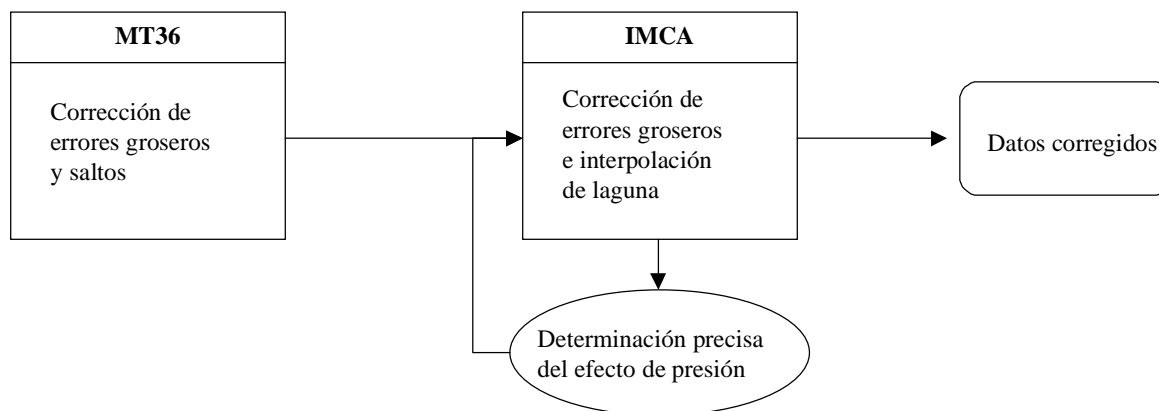 MT36
Corrección de
errores groseros
y saltos
IMCA
Corrección de
errores groseros
e interpolación
de laguna
Datos corregidos
Determinación precisa
del efecto de presión